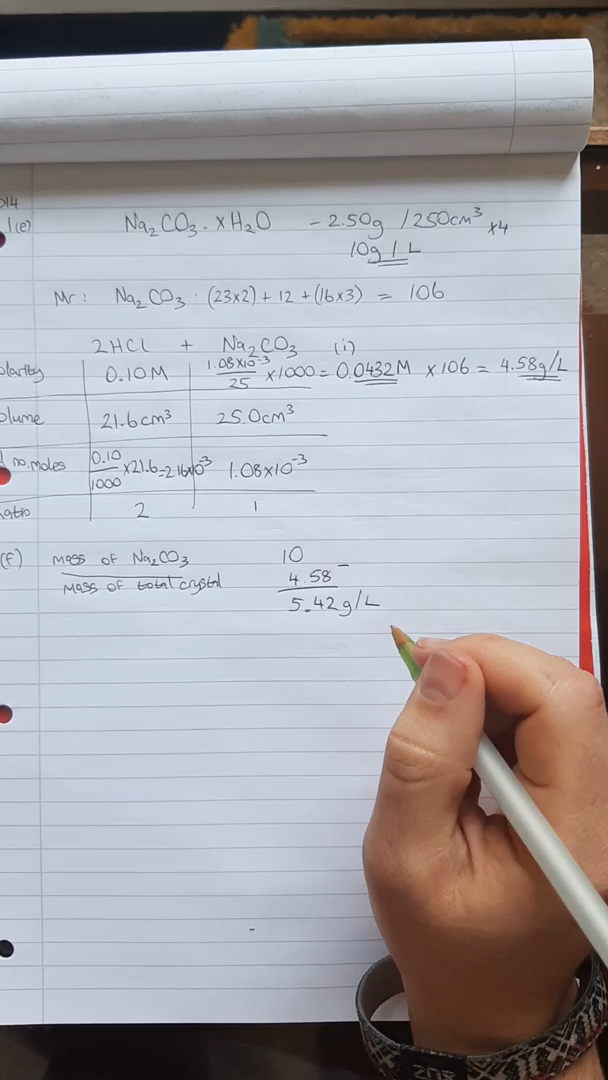 014
1(e) Na₂CO₃.xH₂O - 2.50g /250cm³ x4
10g/L
Mr: Na₂CO₃ : (23x2) + 12 + (16x3) = 106
2HCl + Na₂CO₃ (i)
olarity 0.10M 1.08x10⁻³/25 x1000 = 0.0432M x106 = 4.58g/L
olume 21.6cm³ 25.0cm³
no.moles 0.10/1000 x21.6=2.16x10⁻³ 1.08x10⁻³
ratio 2 1
(f) mass of Na₂CO₃ 10 -
mass of total crystal 4.58
5.42g/L